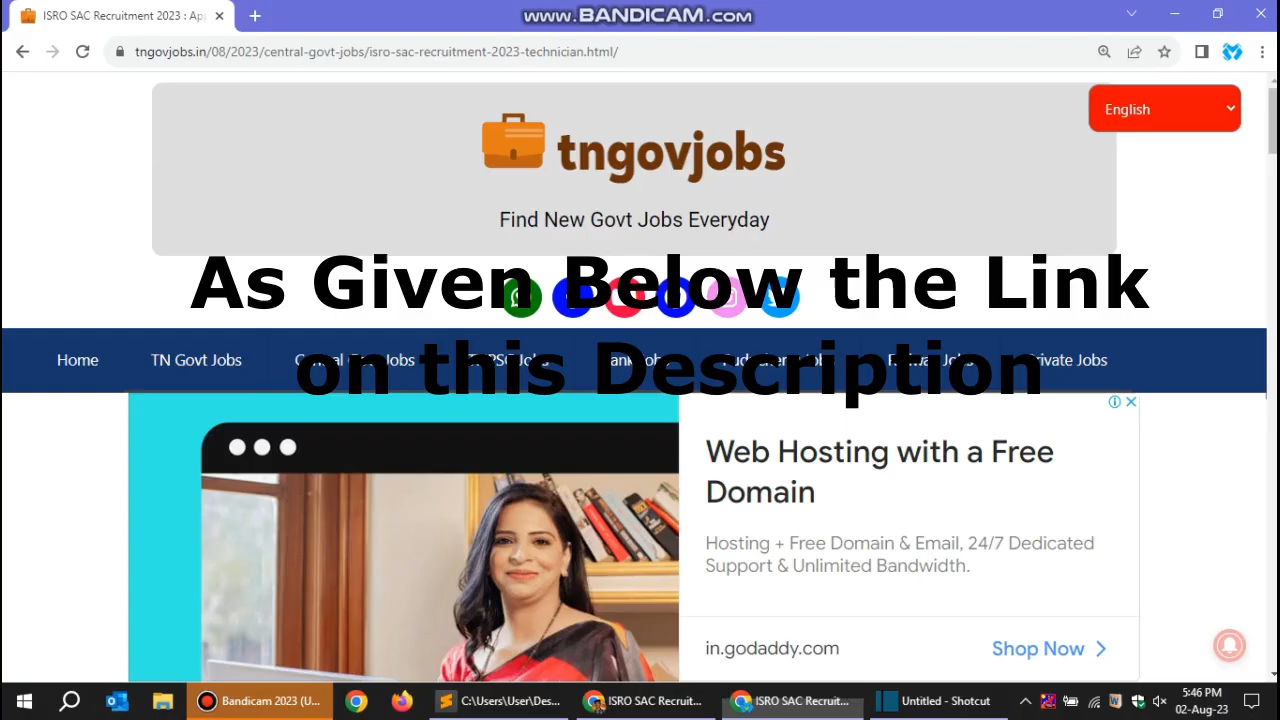 ISRO SAC Recruitment 2023 : Ap
www.BANDICAM.com
tngovjobs.in/08/2023/central-govt-jobs/isro-sac-recruitment-2023-technician.html/
English
tngovjobs
Find New Govt Jobs Everyday
As Given Below the Link
on this Description
Home TN Govt Jobs Private Jobs
Web Hosting with a Free
Domain
Hosting + Free Domain & Email, 24/7 Dedicated
Support & Unlimited Bandwidth.
in.godaddy.com
Shop Now
Bandicam 2023 (U...
C:\Users\User\Des...
ISRO SAC Recruit...
ISRO SAC Recruit...
Untitled - Shotcut
5:46 PM
02-Aug-23